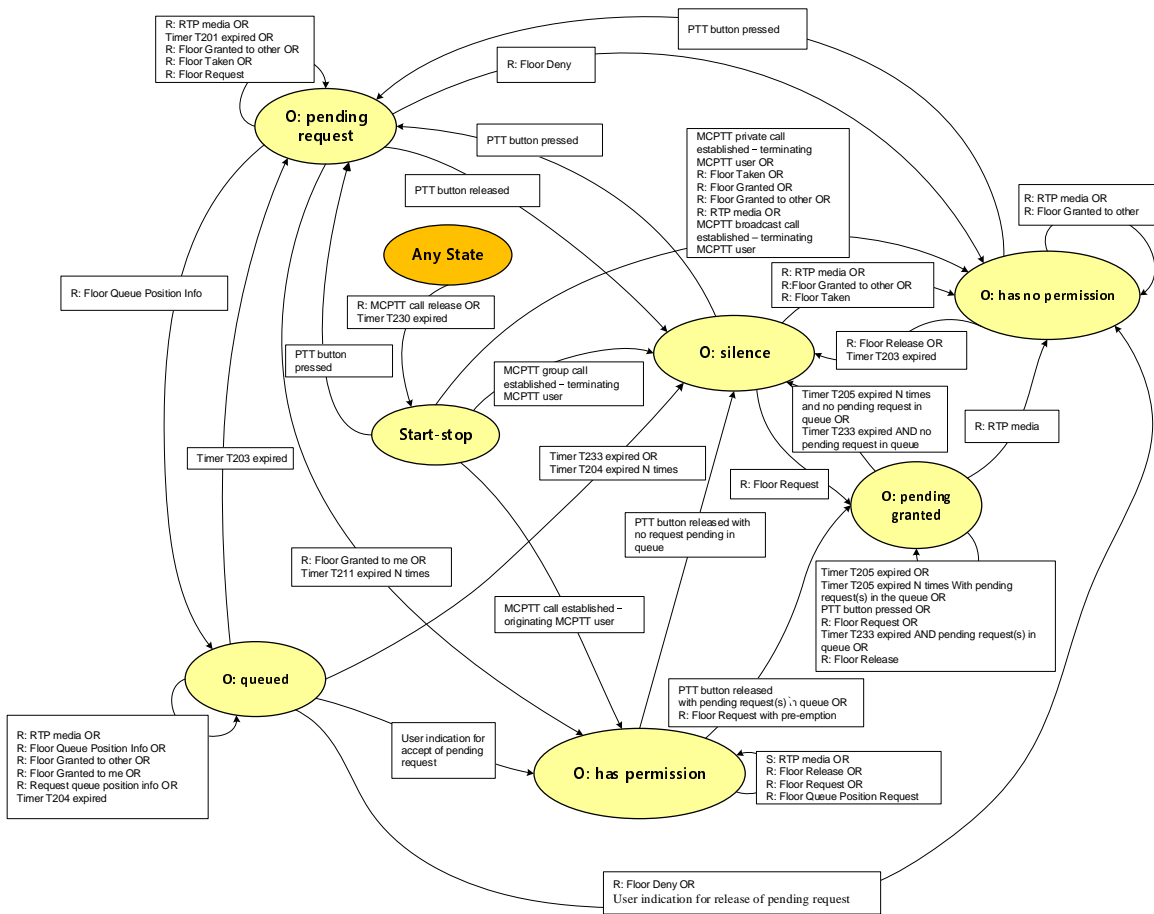 R: RTP media OR
Timer T201 expired OR
R: Floor Granted to other OR
R: Floor Taken OR
R: Floor Request
PTT button pressed
R: Floor Deny
O: pending
request
PTT button pressed
MCPTT private call
established – terminating
MCPTT user OR
R: Floor Taken OR
R: Floor Granted OR
R: Floor Granted to other OR
R: RTP media OR
MCPTT broadcast call
established – terminating
MCPTT user
PTT button released
R: RTP media OR
R: Floor Granted to other
Any State
R: RTP media OR
R:Floor Granted to other OR
R: Floor Taken
O: has no permission
R: Floor Queue Position Info
R: MCPTT call release OR
Timer T230 expired
O: silence
R: Floor Release OR
Timer T203 expired
PTT button
pressed
MCPTT group call
established – terminating
MCPTT user
Timer T205 expired N times
and no pending request in
queue OR
Timer T233 expired AND no
pending request in queue
R: RTP media
Start-stop
Timer T203 expired
Timer T233 expired OR
Timer T204 expired N times
R: Floor Request
O: pending
granted
PTT button released with
no request pending in
queue
R: Floor Granted to me OR
Timer T211 expired N times
Timer T205 expired OR
Timer T205 expired N times With pending
request(s) in the queue OR
PTT button pressed OR
R: Floor Request OR
Timer T233 expired AND pending request(s) in
queue OR
R: Floor Release
MCPTT call established –
originating MCPTT user
O: queued
PTT button released
with pending request(s) in queue OR
R: Floor Request with pre-emption
R: RTP media OR
R: Floor Queue Position Info OR
R: Floor Granted to other OR
R: Floor Granted to me OR
R: Request queue position info OR
Timer T204 expired
User indication for
accept of pending
request
O: has permission
S: RTP media OR
R: Floor Release OR
R: Floor Request OR
R: Floor Queue Position Request
R: Floor Deny OR
User indication for release of pending request